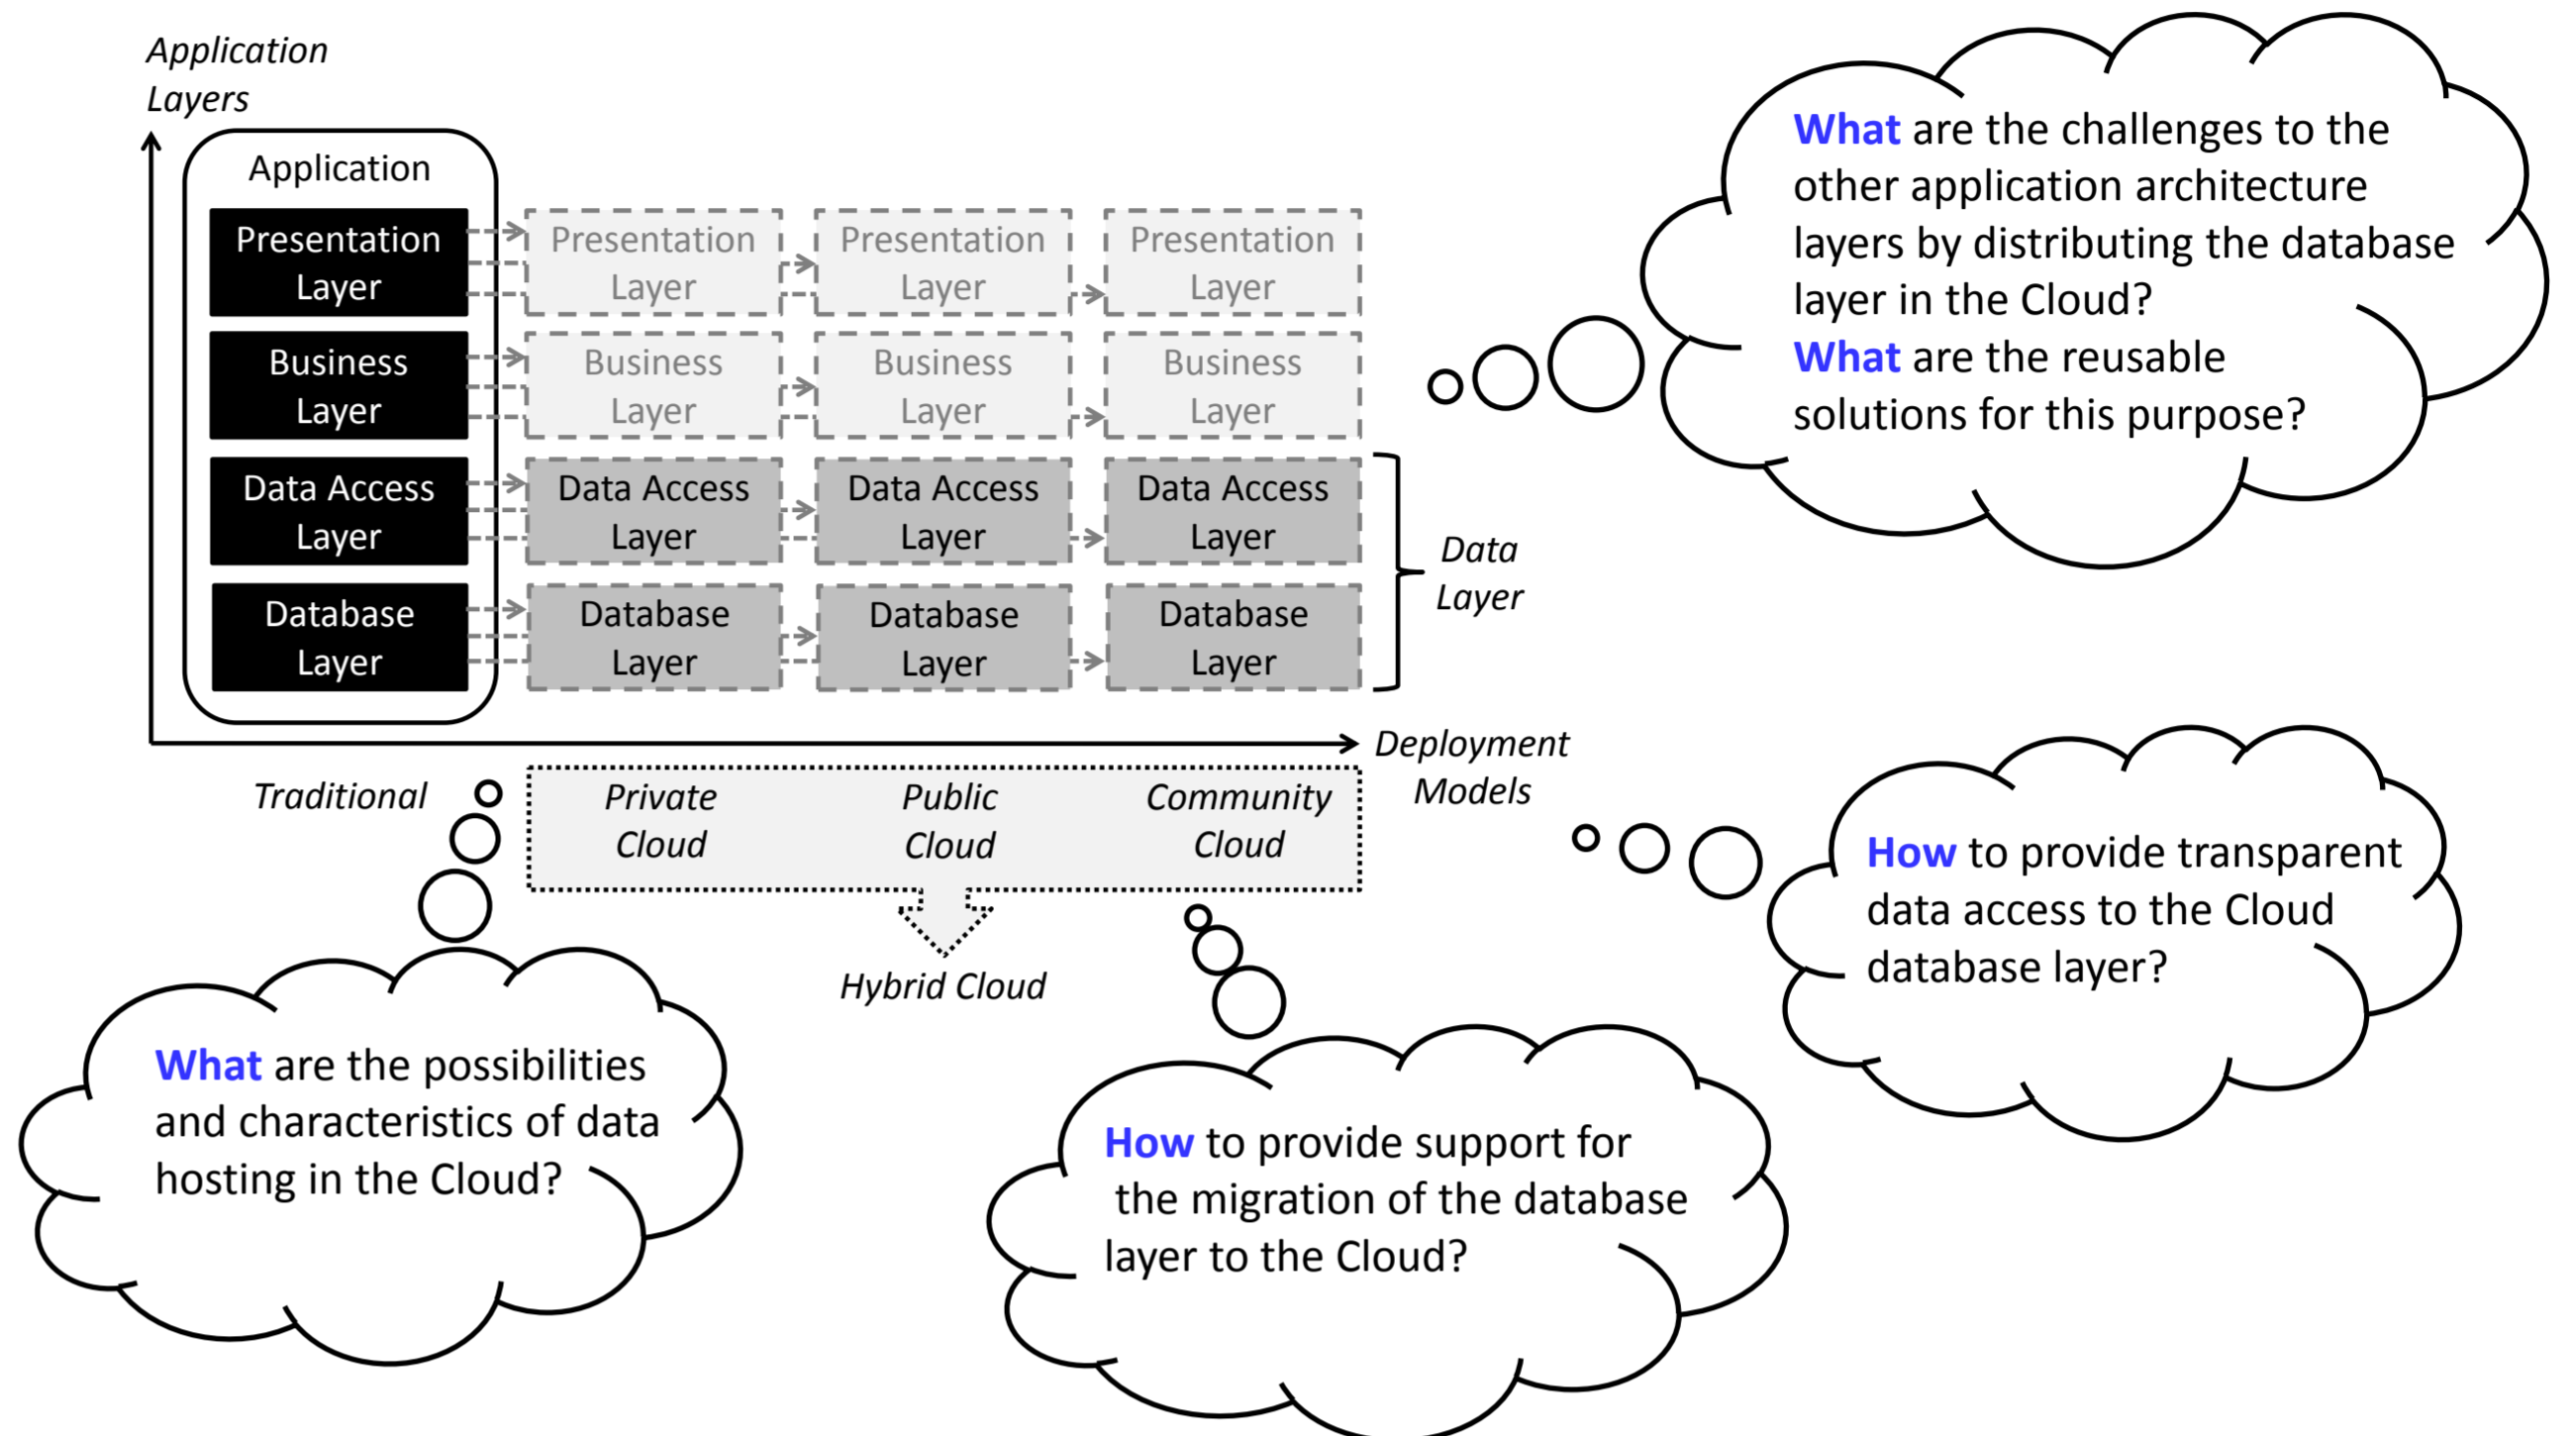 Application
Layers
Application
Presentation
Layer
Presentation
Layer
Presentation
Layer
Presentation
Layer
Business
Layer
Business
Layer
Business
Layer
Business
Layer
Data Access
Layer
Data Access
Layer
Data Access
Layer
Data Access
Layer
Database
Layer
Database
Layer
Database
Layer
Database
Layer
Data
Layer
Deployment
Models
Traditional
Private
Cloud
Public
Cloud
Community
Cloud
Hybrid Cloud
What are the challenges to the
other application architecture
layers by distributing the database
layer in the Cloud?
What are the reusable
solutions for this purpose?
How to provide transparent
data access to the Cloud
database layer?
What are the possibilities
and characteristics of data
hosting in the Cloud?
How to provide support for
the migration of the database
layer to the Cloud?